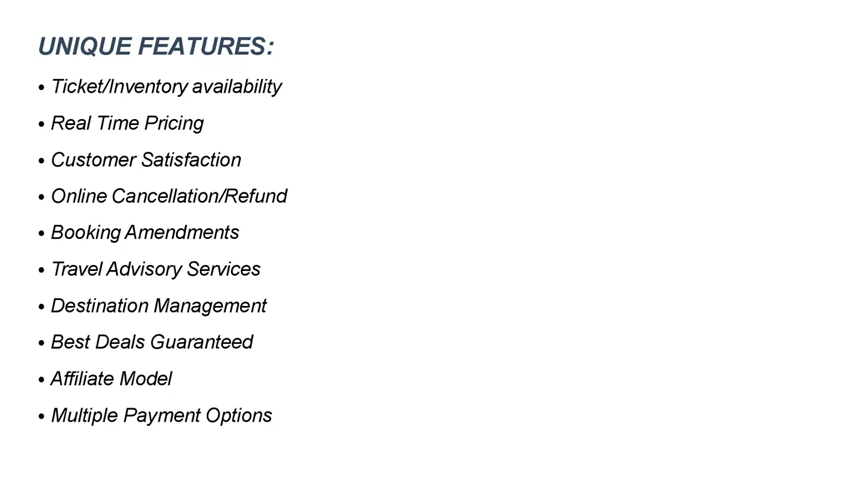 UNIQUE FEATURES:
• Ticket/Inventory availability
• Real Time Pricing
• Customer Satisfaction
• Online Cancellation/Refund
• Booking Amendments
• Travel Advisory Services
• Destination Management
• Best Deals Guaranteed
• Affiliate Model
• Multiple Payment Options